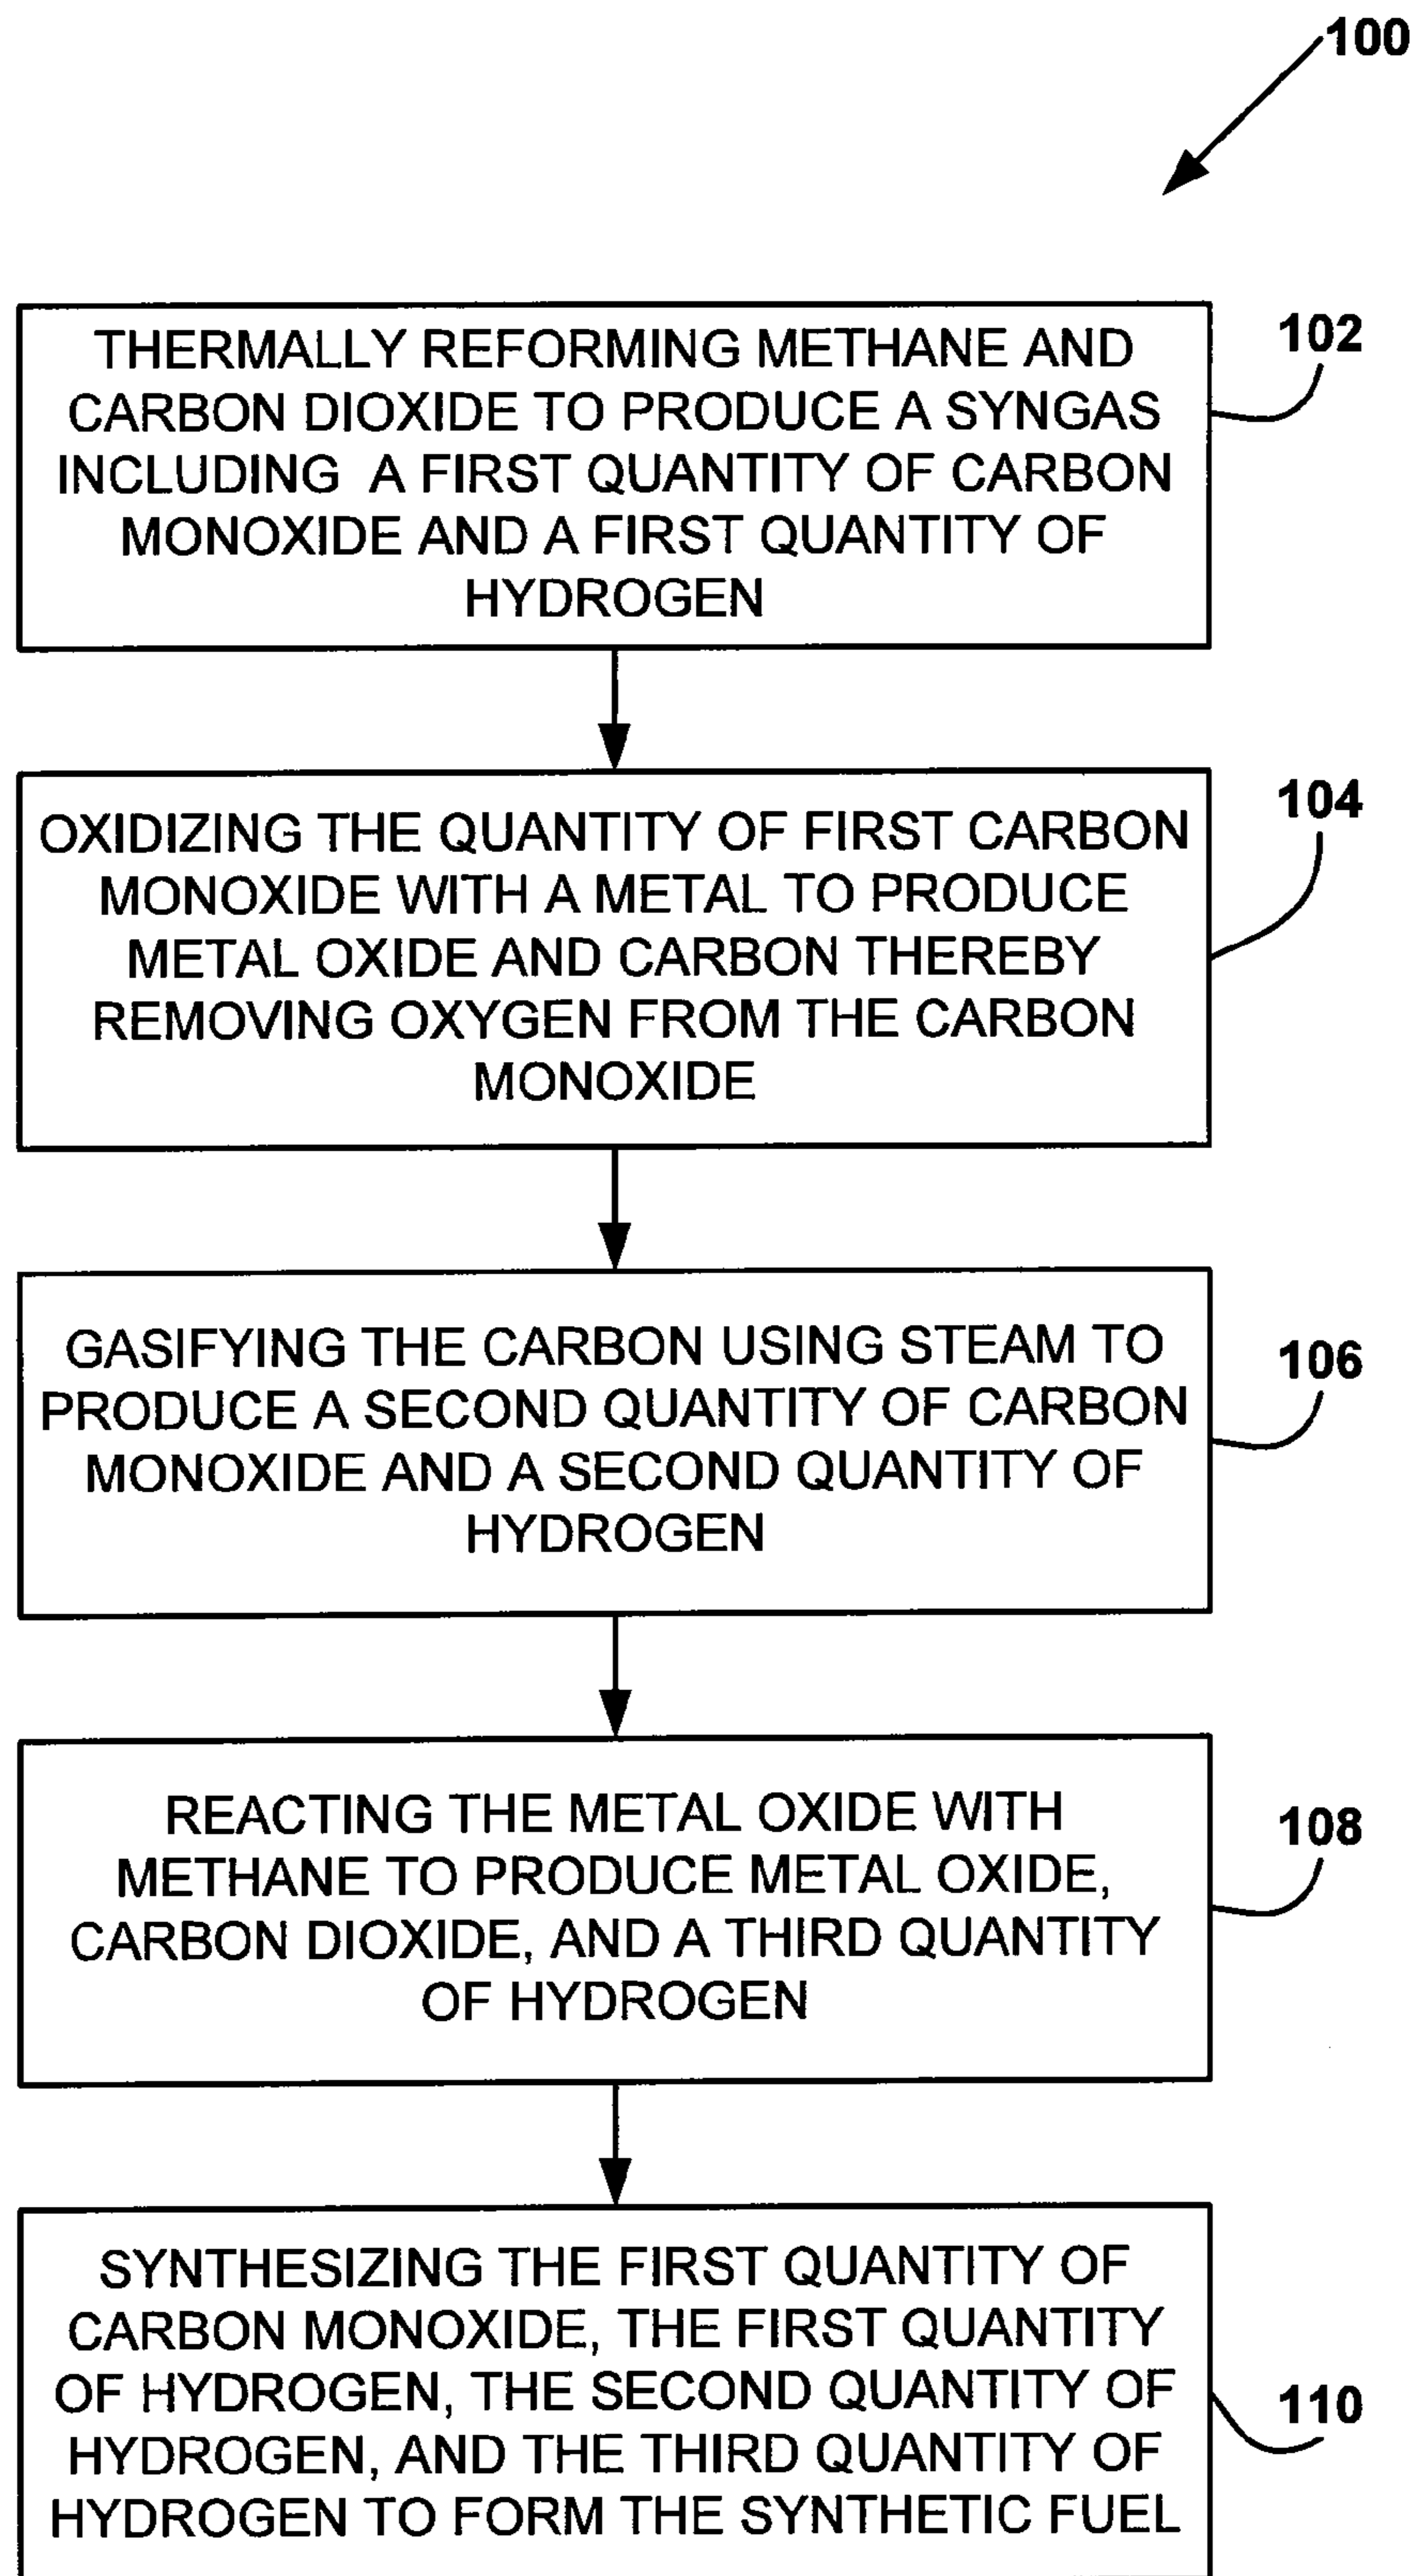 100
THERMALLY REFORMING METHANE AND
CARBON DIOXIDE TO PRODUCE A SYNGAS
INCLUDING A FIRST QUANTITY OF CARBON
MONOXIDE AND A FIRST QUANTITY OF
HYDROGEN
102
OXIDIZING THE QUANTITY OF FIRST CARBON
MONOXIDE WITH A METAL TO PRODUCE
METAL OXIDE AND CARBON THEREBY
REMOVING OXYGEN FROM THE CARBON
MONOXIDE
104
GASIFYING THE CARBON USING STEAM TO
PRODUCE A SECOND QUANTITY OF CARBON
MONOXIDE AND A SECOND QUANTITY OF
HYDROGEN
106
REACTING THE METAL OXIDE WITH
METHANE TO PRODUCE METAL OXIDE,
CARBON DIOXIDE, AND A THIRD QUANTITY
OF HYDROGEN
108
SYNTHESIZING THE FIRST QUANTITY OF
CARBON MONOXIDE, THE FIRST QUANTITY
OF HYDROGEN, THE SECOND QUANTITY OF
HYDROGEN, AND THE THIRD QUANTITY OF
HYDROGEN TO FORM THE SYNTHETIC FUEL
110